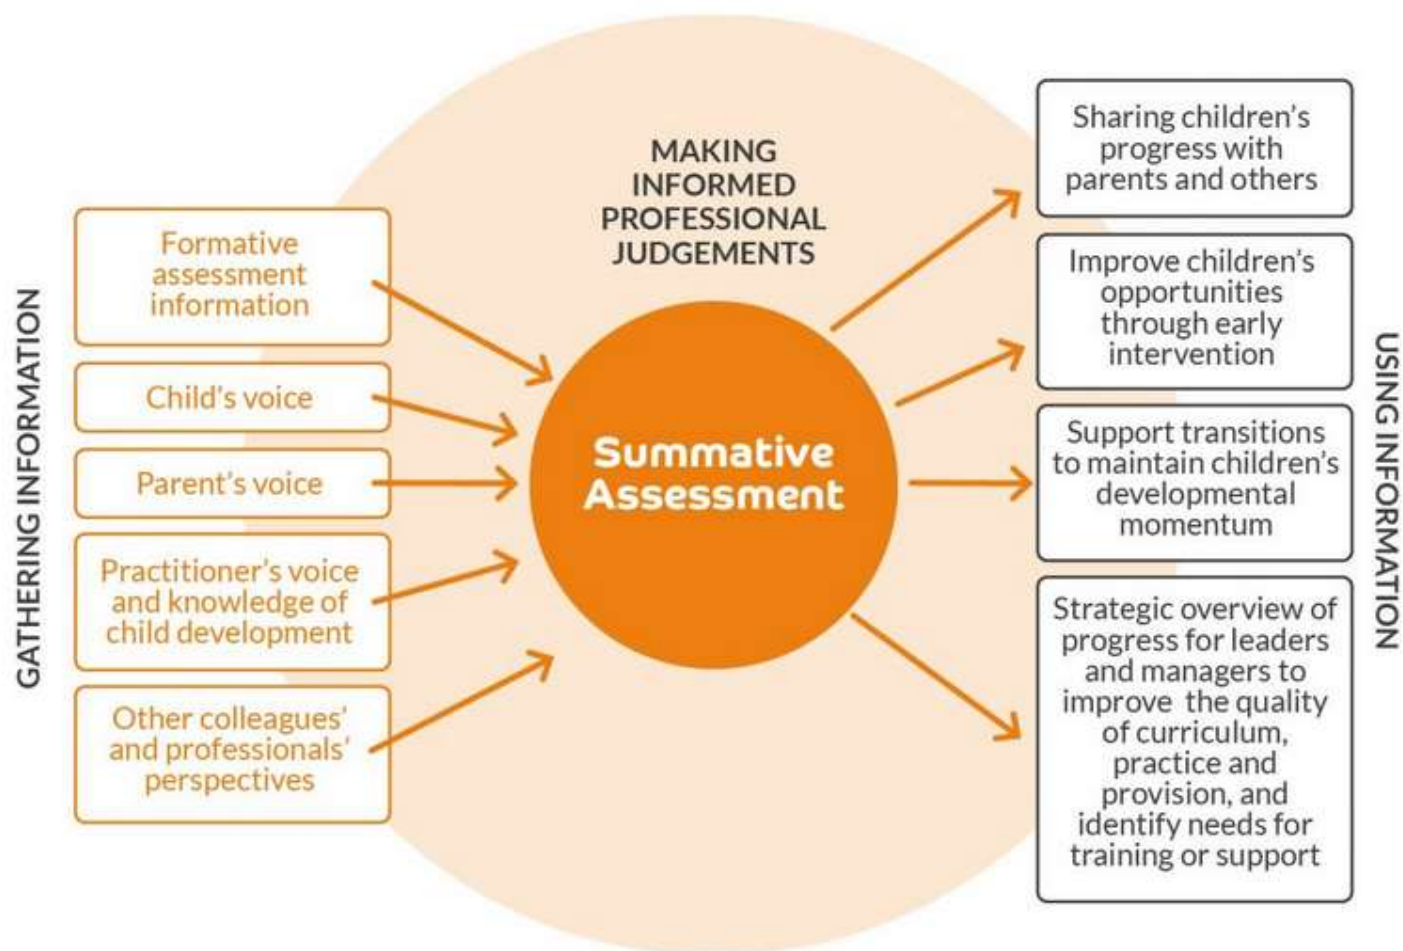 GATHERING INFORMATION
Formative
assessment
information
Child's voice
Parent's voice
Practitioner's voice
and knowledge of
child development
Other colleagues'
and professionals'
perspectives
MAKING
INFORMED
PROFESSIONAL
JUDGEMENTS
Summative
Assessment
Sharing children's
progress with
parents and others
Improve children's
opportunities
through early
intervention
Support transitions
to maintain children's
developmental
momentum
Strategic overview of
progress for leaders
and managers to
improve the quality
of curriculum,
practice and
provision, and
identify needs for
training or support
USING INFORMATION